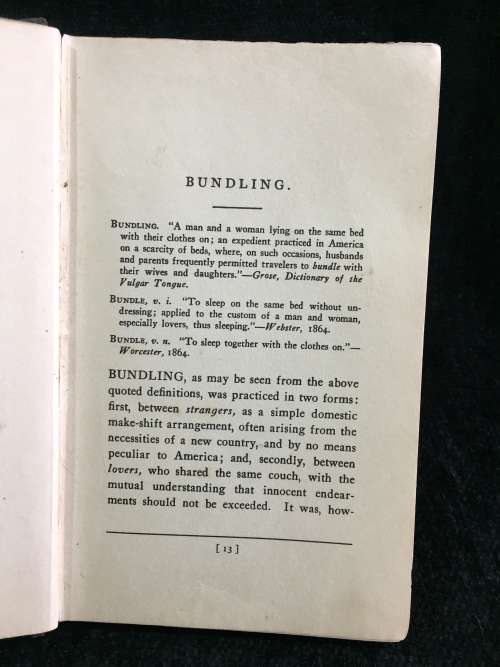 BUNDLING.
BUNDLING. "A man and a woman lying on the same bed
with their clothes on; an expedient practiced in America
on a scarcity of beds, where, on such occasions, husbands
and parents frequently permitted travelers to bundle with
their wives and daughters."—Grose, Dictionary of the
Vulgar Tongue.
BUNDLE, v. i. "To sleep on the same bed without un-
dressing; applied to the custom of a man and woman,
especially lovers, thus sleeping."—Webster, 1864.
BUNDLE, v. n. "To sleep together with the clothes on."—
Worcester, 1864.
BUNDLING, as may be seen from the above
quoted definitions, was practiced in two forms:
first, between strangers, as a simple domestic
make-shift arrangement, often arising from the
necessities of a new country, and by no means
peculiar to America; and, secondly, between
lovers, who shared the same couch, with the
mutual understanding that innocent endear-
ments should not be exceeded. It was, how-
[13]